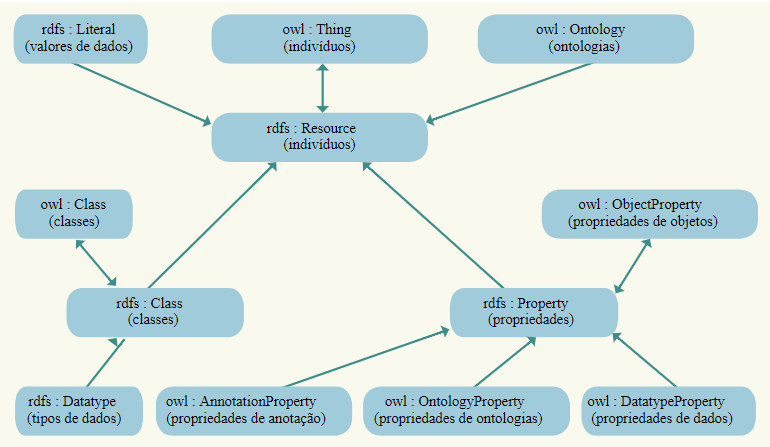 rdfs : Literal
(valores de dados)
owl : Thing
(indivíduos)
owl : Ontology
(ontologias)
rdfs : Resource
(indivíduos)
owl : Class
(classes)
owl : ObjectProperty
(propriedades de objetos)
rdfs : Class
(classes)
rdfs : Property
(propriedades)
rdfs : Datatype
(tipos de dados)
owl : AnnotationProperty
(propriedades de anotação)
owl : OntologyProperty
(propriedades de ontologias)
owl : DatatypeProperty
(propriedades de dados)